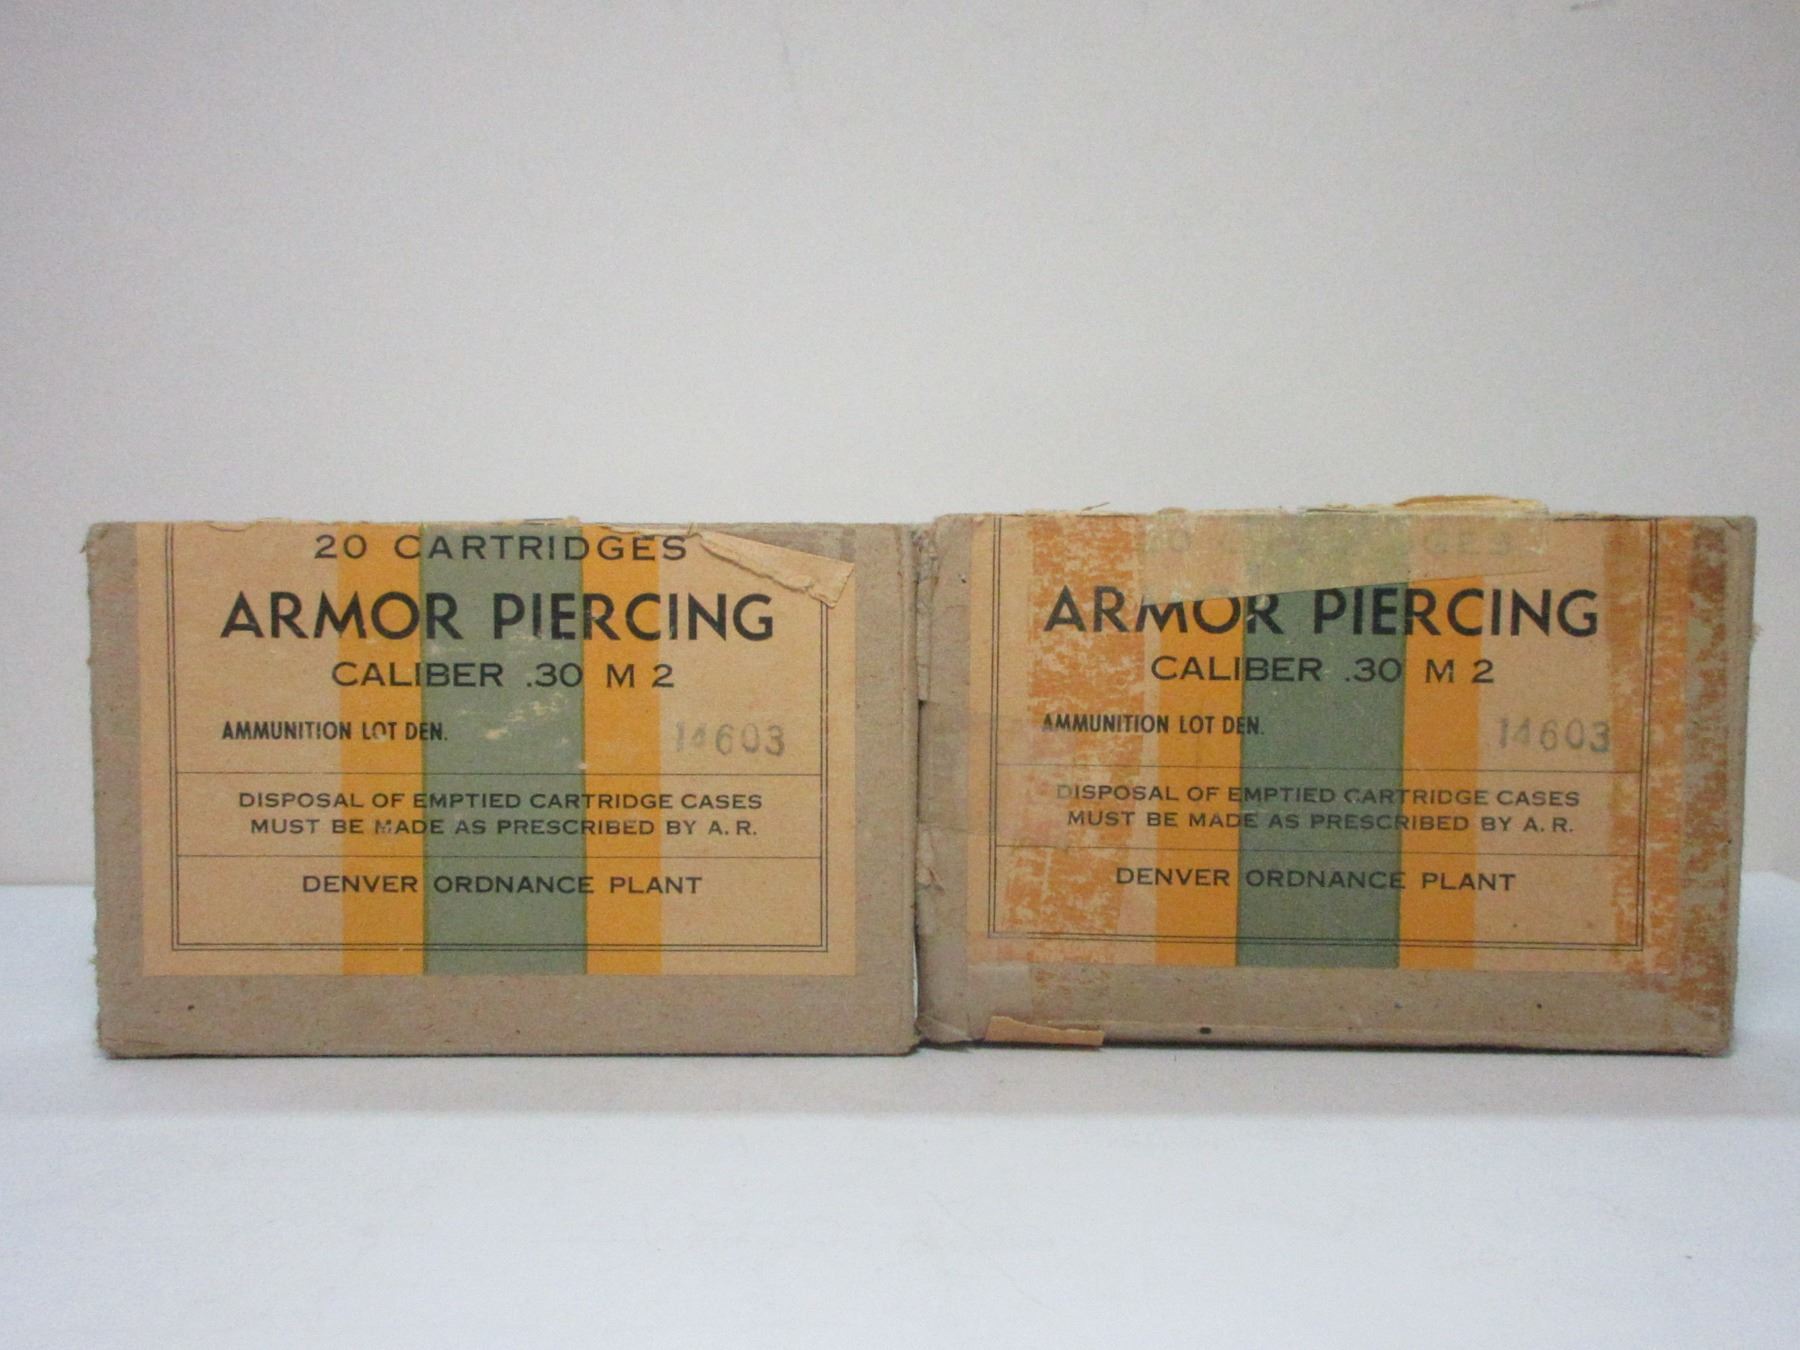 20 CARTRIDGES
ARMOR PIERCING
CALIBER .30 M 2
AMMUNITION LOT DEN. 14603
DISPOSAL OF EMPTIED CARTRIDGE CASES
MUST BE MADE AS PRESCRIBED BY A. R.
DENVER ORDNANCE PLANT
20 CARTRIDGES
ARMOR PIERCING
CALIBER .30 M 2
AMMUNITION LOT DEN. 14603
DISPOSAL OF EMPTIED CARTRIDGE CASES
MUST BE MADE AS PRESCRIBED BY A. R.
DENVER ORDNANCE PLANT